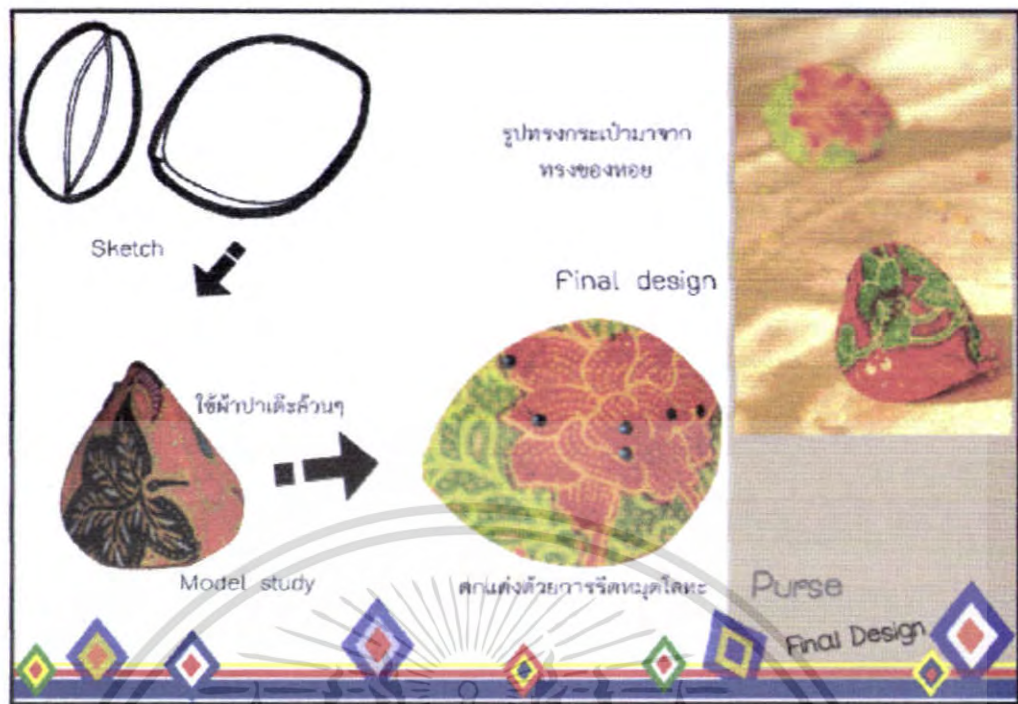 รูปทรงกระเป๋ามาจาก
ทรงของหอย
Sketch
Final design
ใช้ผ้าปาเต๊ะล้วนๆ
Model study
ตกแต่งด้วยการรีดหมุดโลหะ
Purse
Final Design